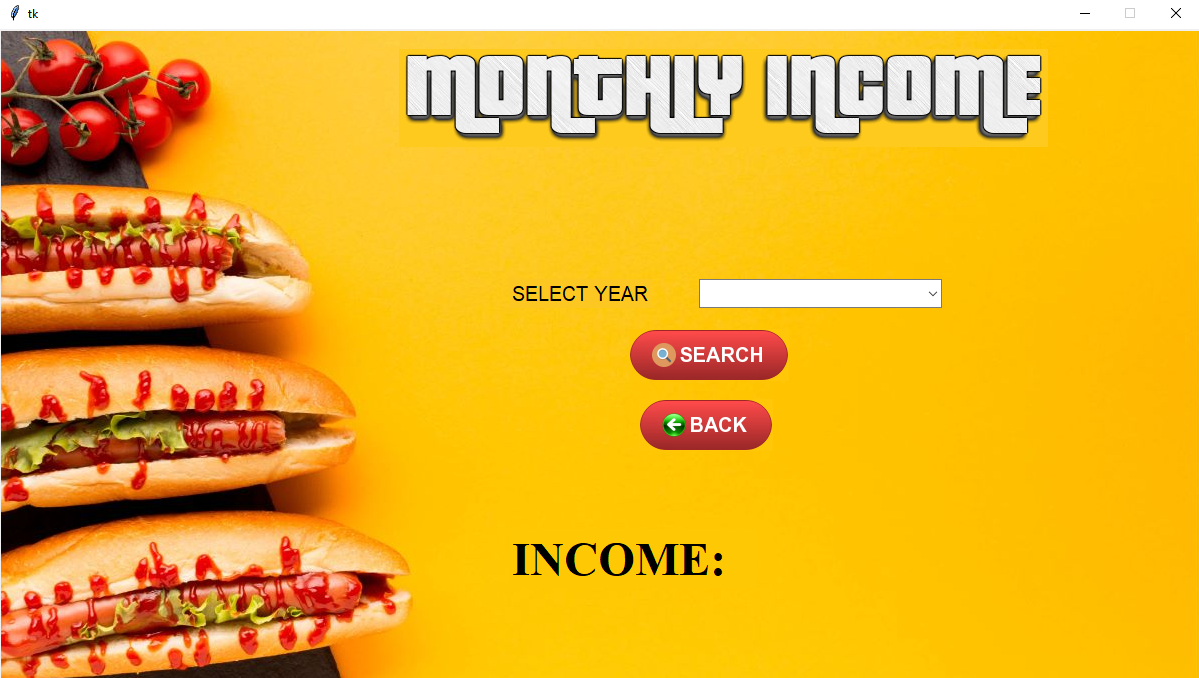 tk
MONTHLY INCOME
SELECT YEAR
SEARCH
BACK
INCOME: